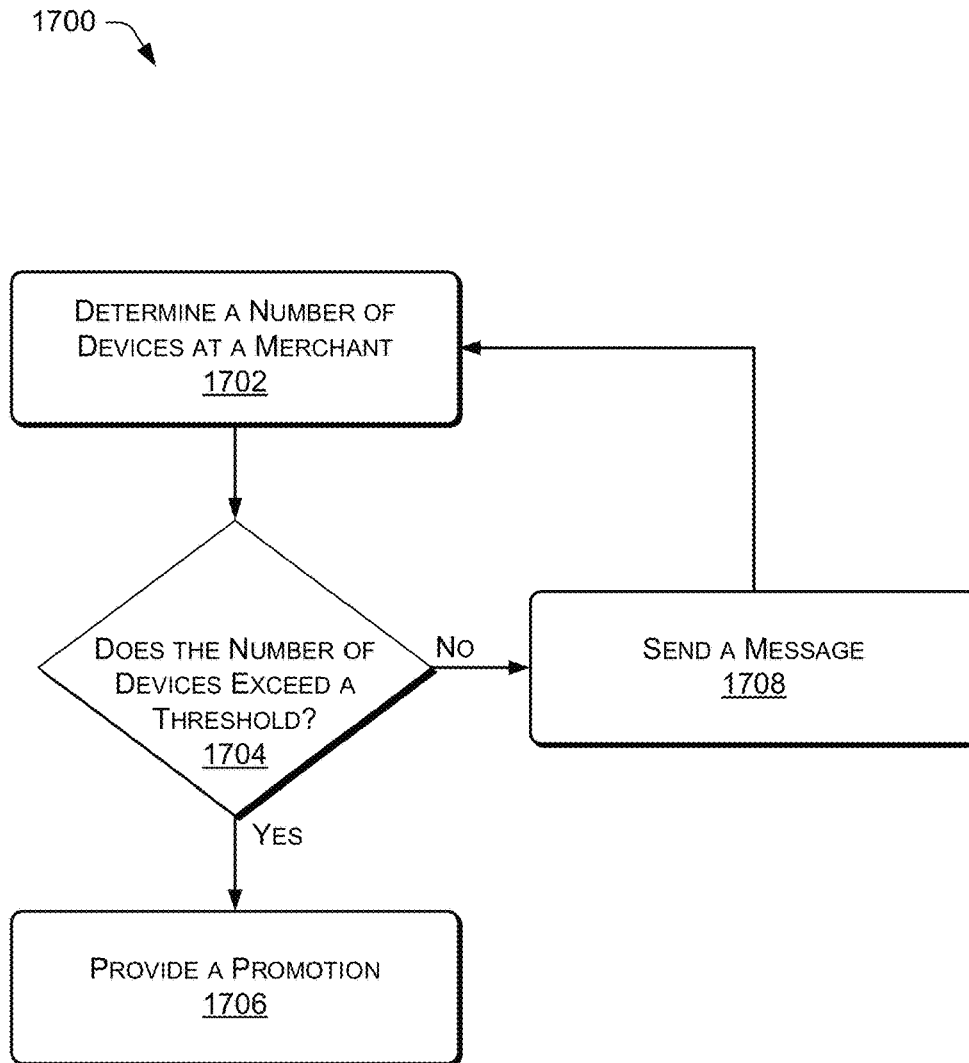 1700
DETERMINE A NUMBER OF
DEVICES AT A MERCHANT
1702
DOES THE NUMBER OF
DEVICES EXCEED A
THRESHOLD?
1704
NO
SEND A MESSAGE
1708
YES
PROVIDE A PROMOTION
1706